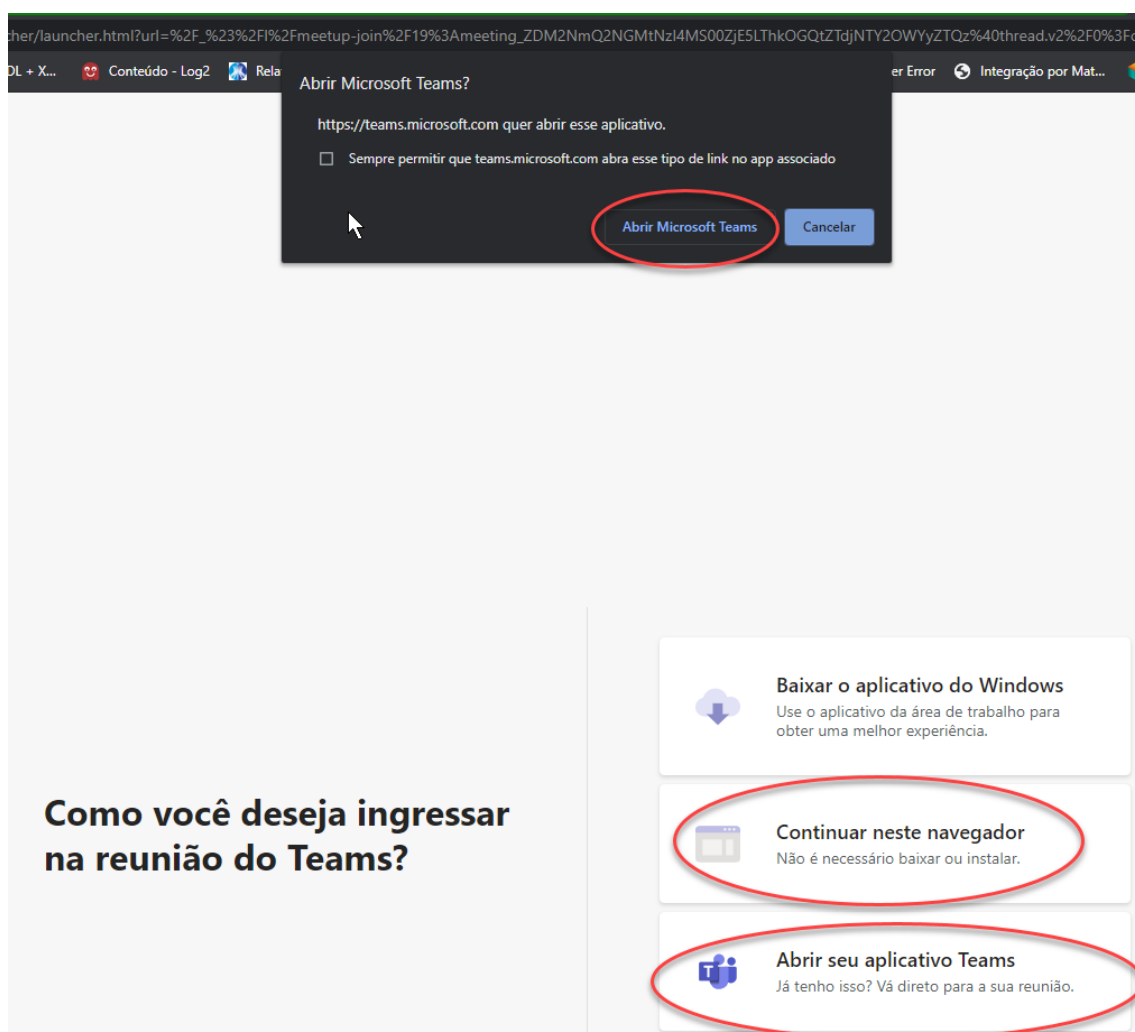 cher/launcher.html?url=%2F_%23%2Fl%2Fmeetup-join%2F19%3Ameeting_ZDM2NmQ2NGMtNzI4MS00ZjE5LThkOGQtZTdjNTY2OWYyZTQz%40thread.v2%2F0%3Fc
DL + X... Conteúdo - Log2 Rela er Error Integração por Mat...
Abrir Microsoft Teams?
https://teams.microsoft.com quer abrir esse aplicativo.
Sempre permitir que teams.microsoft.com abra esse tipo de link no app associado
Abrir Microsoft Teams Cancelar
Baixar o aplicativo do Windows
Use o aplicativo da área de trabalho para
obter uma melhor experiência.
Como você deseja ingressar
na reunião do Teams?
Continuar neste navegador
Não é necessário baixar ou instalar.
Abrir seu aplicativo Teams
Já tenho isso? Vá direto para a sua reunião.